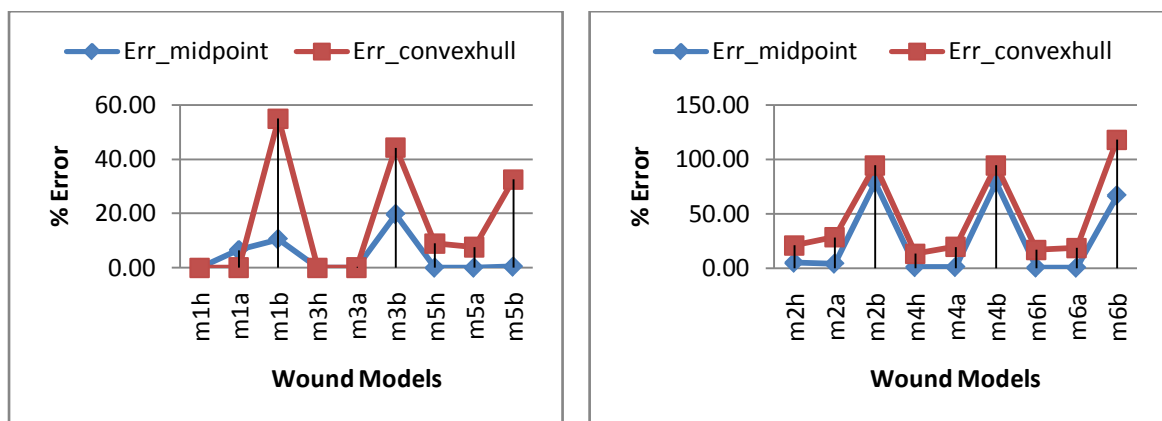 Err_midpoint Err_convexhull
60.00
40.00
20.00
0.00
% Error
m1h m1a m1b m3h m3a m3b m5h m5a m5b
Wound Models
Err_midpoint Err_convexhull
150.00
100.00
50.00
0.00
% Error
m2h m2a m2b m4h m4a m4b m6h m6a m6b
Wound Models